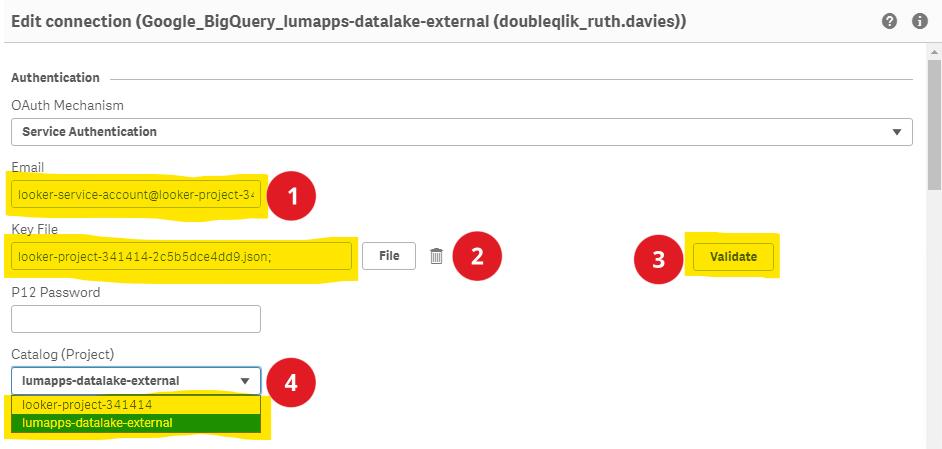 Edit connection (Google_BigQuery_lumapps-datalake-external (doubleqlik_ruth.davies))
Authentication
OAuth Mechanism
Service Authentication
Email
looker-service-account@looker-project-34
1
Key File
looker-project-341414-2c5b5dce4dd9.json;
File
2
3
Validate
P12 Password
Catalog (Project)
lumapps-datalake-external
4
looker-project-341414
lumapps-datalake-external